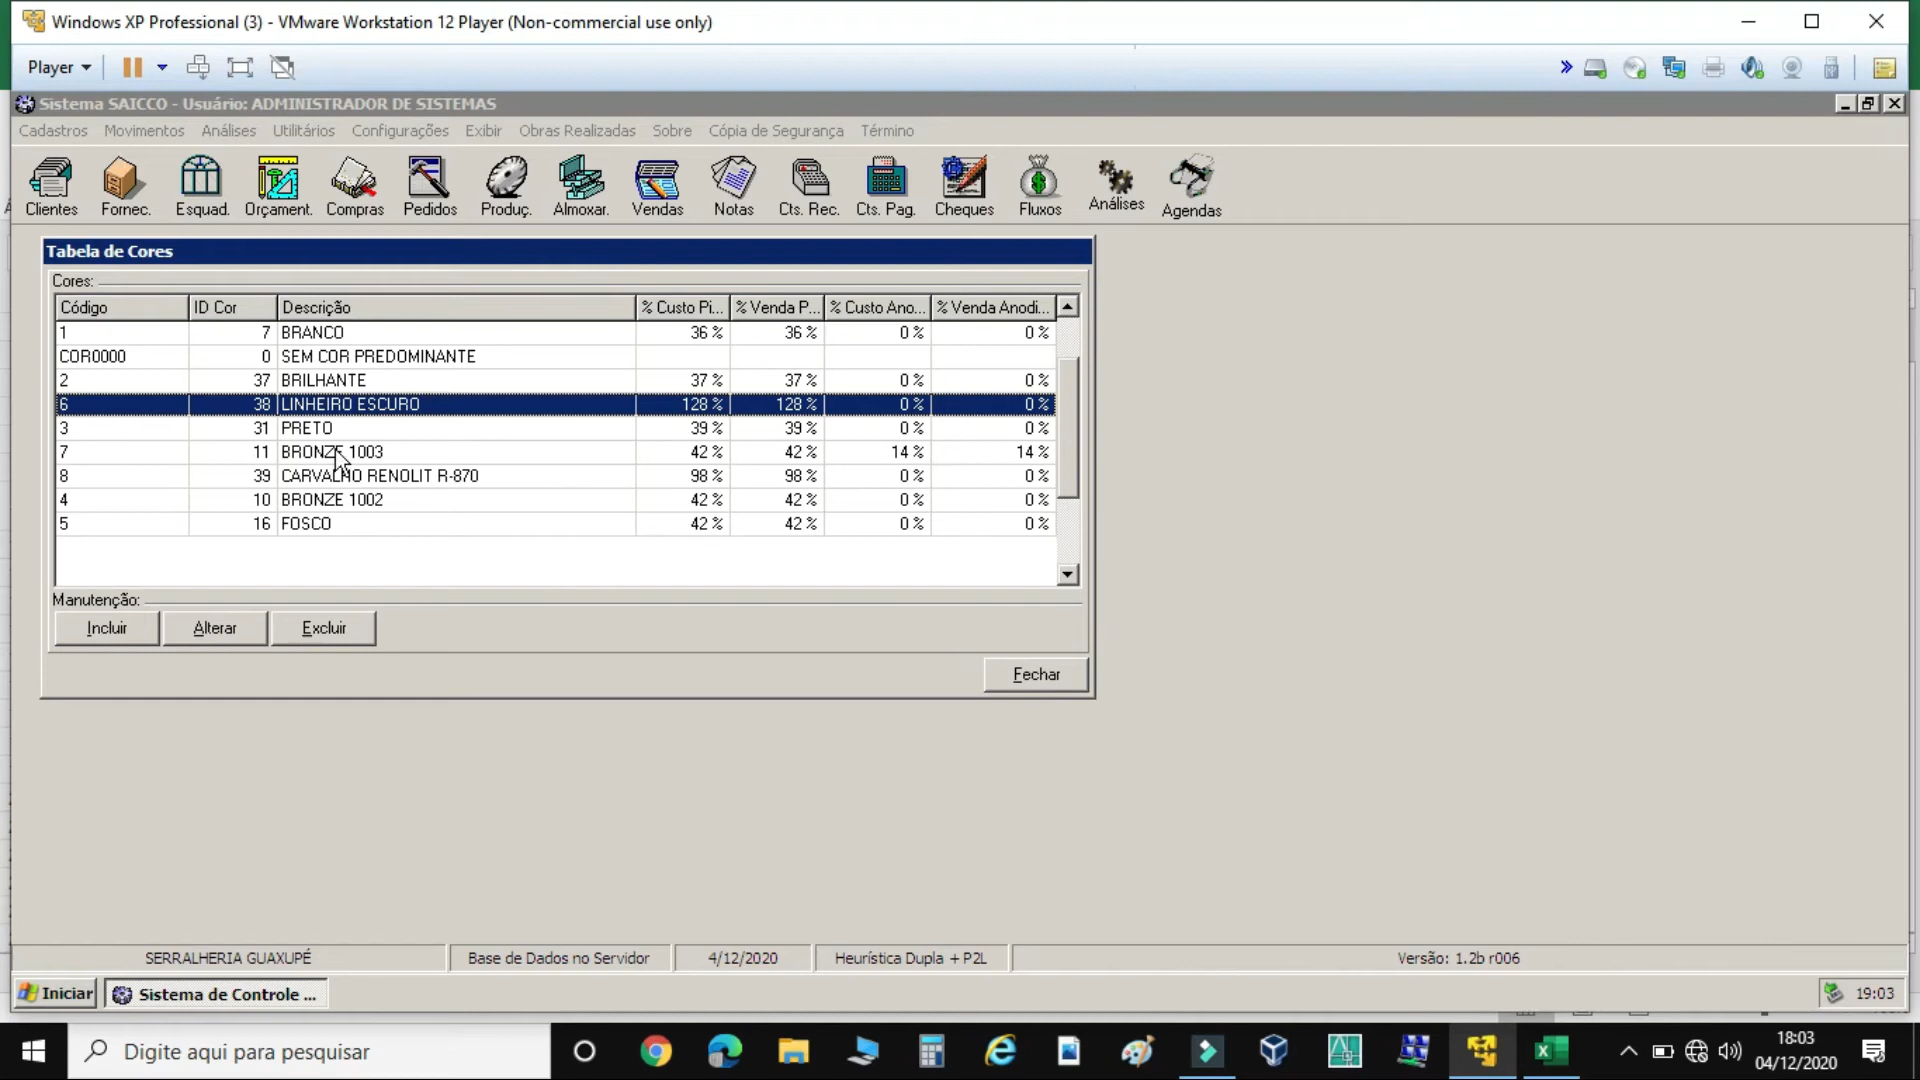 Windows XP Professional (3) - VMware Workstation 12 Player (Non-commercial use only)
Player
Sistema SAICCO - Usuário: ADMINISTRADOR DE SISTEMAS
Cadastros Movimentos Análises Utilitários Configurações Exibir Obras Realizadas Sobre Cópia de Segurança Término
Clientes Fornec. Esquad. Orçament. Compras Pedidos Produç. Almoxar. Vendas Notas Cts. Rec. Cts. Pag. Cheques Fluxos Análises Agendas
Tabela de Cores
Cores:
Código ID Cor Descrição % Custo Pi... % Venda P... % Custo Ano... % Venda Anodi...
1 7 BRANCO 36 % 36 % 0 % 0 %
COR0000 0 SEM COR PREDOMINANTE
2 37 BRILHANTE 37 % 37 % 0 % 0 %
6 38 LINHEIRO ESCURO 128 % 128 % 0 % 0 %
3 31 PRETO 39 % 39 % 0 % 0 %
7 11 BRONZE 1003 42 % 42 % 14 % 14 %
8 39 CARVALHO RENOLIT R-870 98 % 98 % 0 % 0 %
4 10 BRONZE 1002 42 % 42 % 0 % 0 %
5 16 FOSCO 42 % 42 % 0 % 0 %
Manutenção:
Incluir Alterar Excluir
Fechar
SERRALHERIA GUAXUPÉ Base de Dados no Servidor 4/12/2020 Heurística Dupla + P2L Versão: 1.2b r006
Iniciar Sistema de Controle ... 19:03
Digite aqui para pesquisar
18:03
04/12/2020